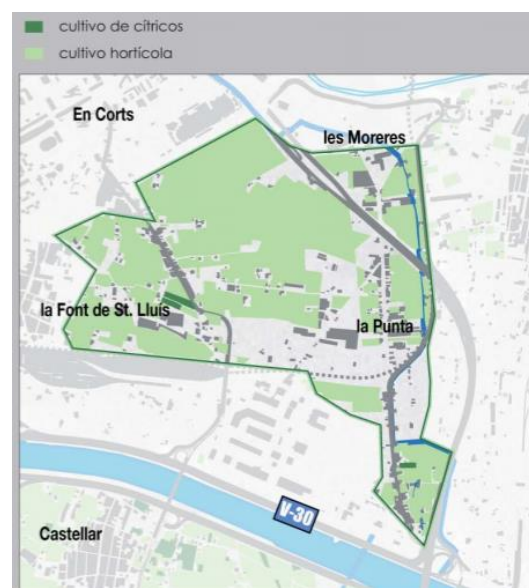 cultivo de cítricos
cultivo hortícola
En Corts
les Moreres
la Font de St. Lluís
la Punta
V-30
Castellar